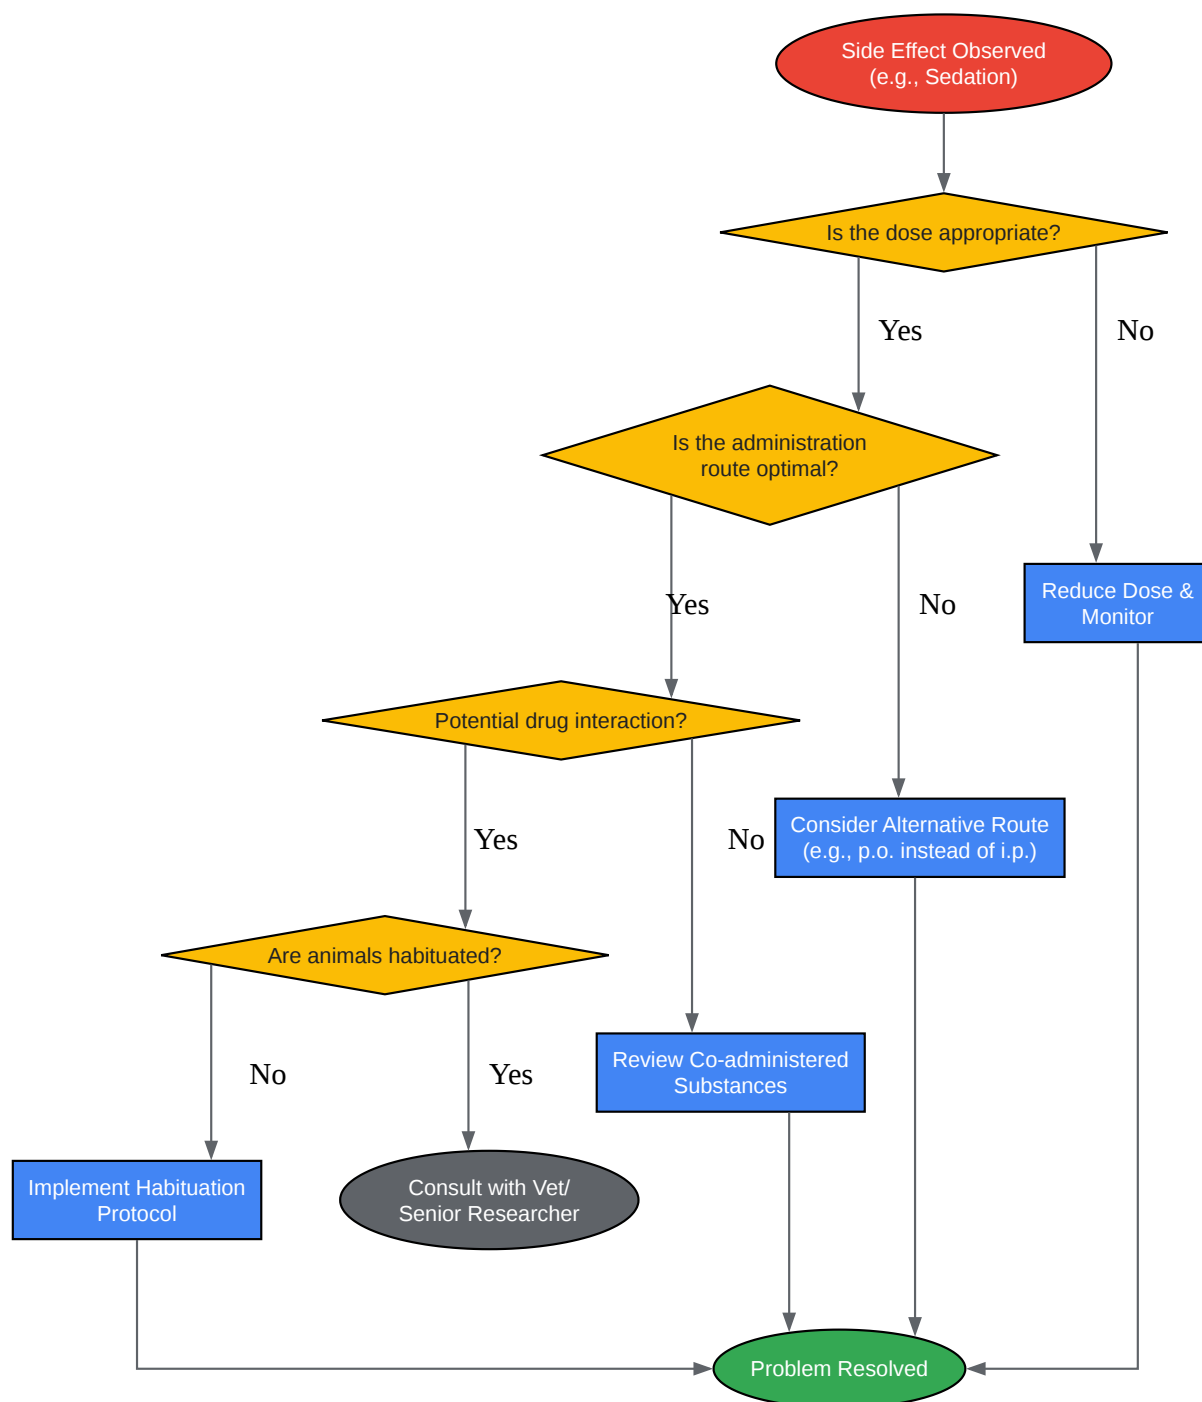 Side Effect Observed
(e.g., Sedation)
Is the dose appropriate?
Yes
No
Is the administration
route optimal?
Yes
No
Reduce Dose &
Monitor
Potential drug interaction?
Yes
No
Consider Alternative Route
(e.g., p.o. instead of i.p.)
Are animals habituated?
No
Yes
Review Co-administered
Substances
Implement Habituation
Protocol
Consult with Vet/
Senior Researcher
Problem Resolved